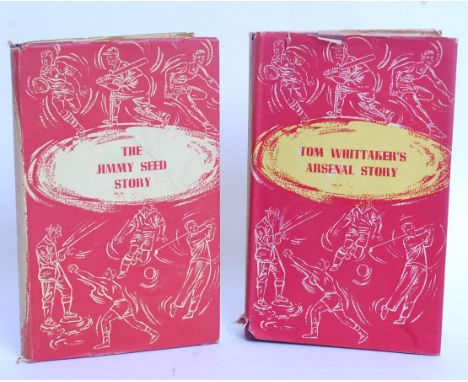 THE
JIMMY SEED
STORY
TOM WHITTAKER'S
ARSENAL STORY